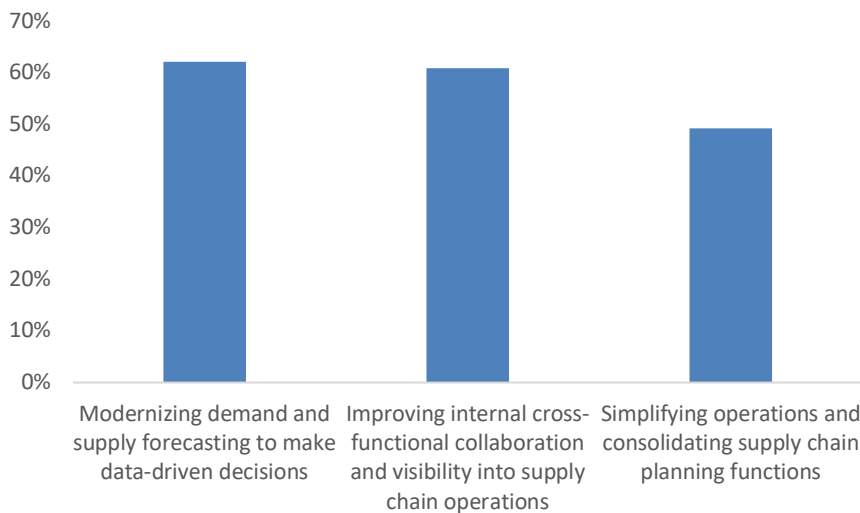 70%
60%
50%
40%
30%
20%
10%
0%
Modernizing demand and
supply forecasting to make
data-driven decisions
Improving internal cross-
functional collaboration
and visibility into supply
chain operations
Simplifying operations and
consolidating supply chain
planning functions